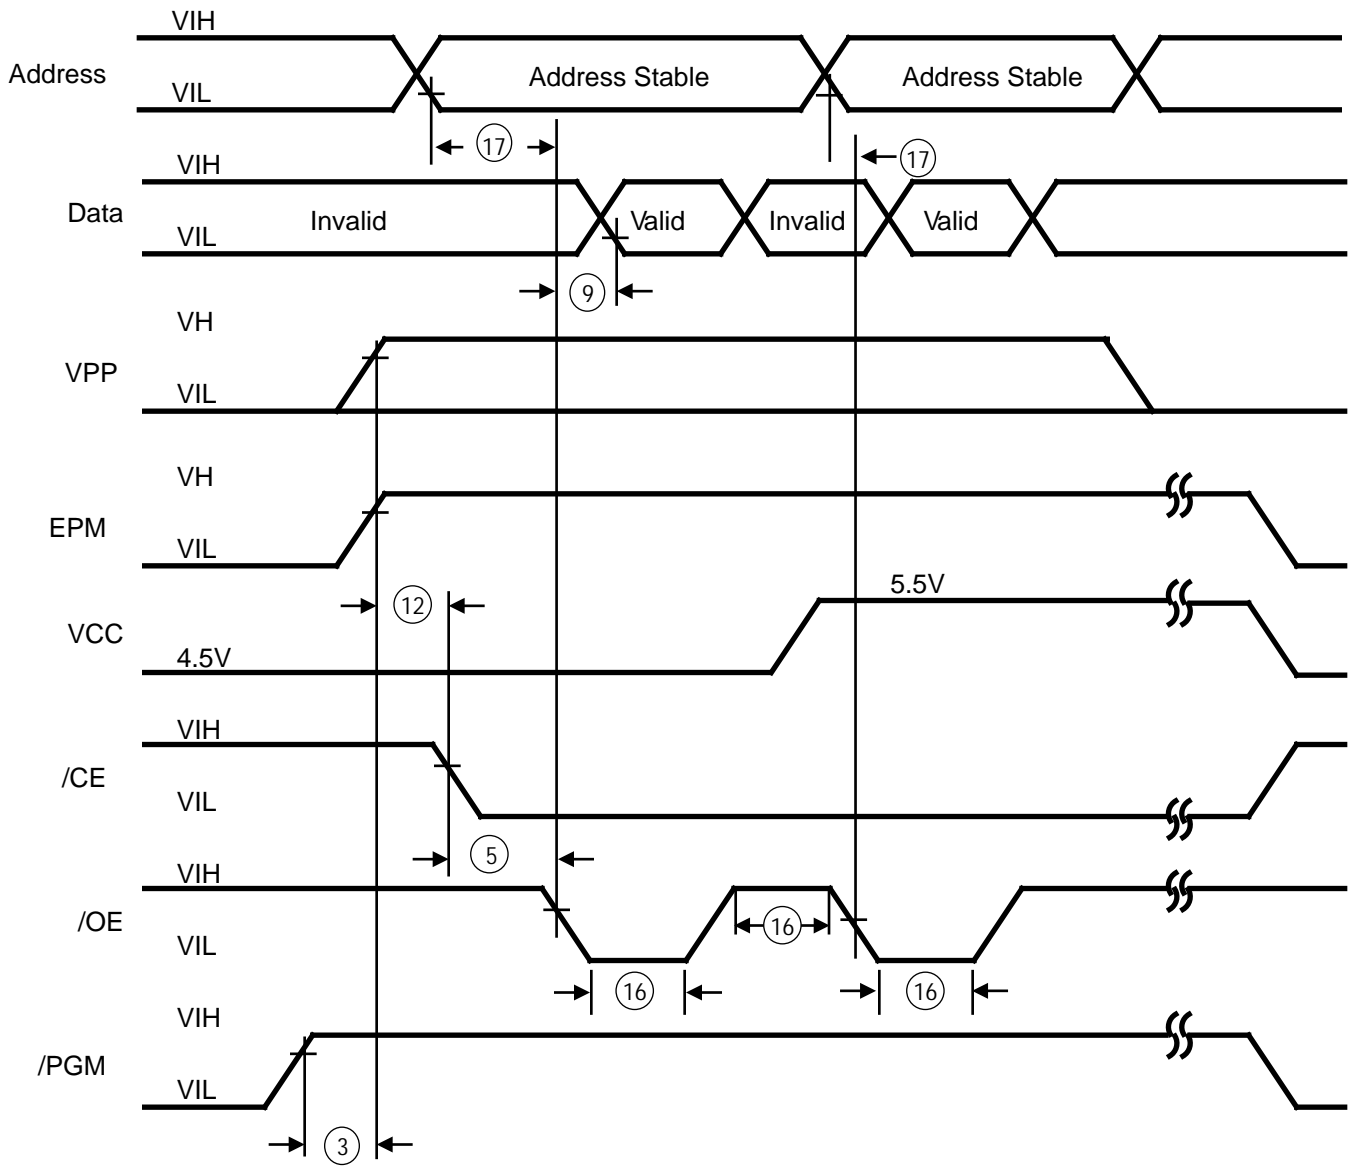 VIH
Address
Address Stable
Address Stable
VIL
17
17
VIH
Data
Invalid
Valid
Invalid
Valid
VIL
9
VH
VPP
VIL
VH
EPM
VIL
12
5.5V
VCC
4.5V
VIH
/CE
VIL
5
VIH
/OE
16
VIL
16
16
VIH
/PGM
VIL
3